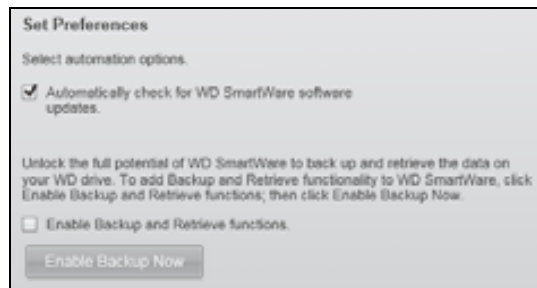 Set Preferences
Select automation options.
Automatically check for WD SmartWare software
updates.
Unlock the full potential of WD SmartWare to back up and retrieve the data on
your WD drive. To add Backup and Retrieve functionality to WD SmartWare, click
Enable Backup and Retrieve functions; then click Enable Backup Now.
Enable Backup and Retrieve functions.
Enable Backup Now